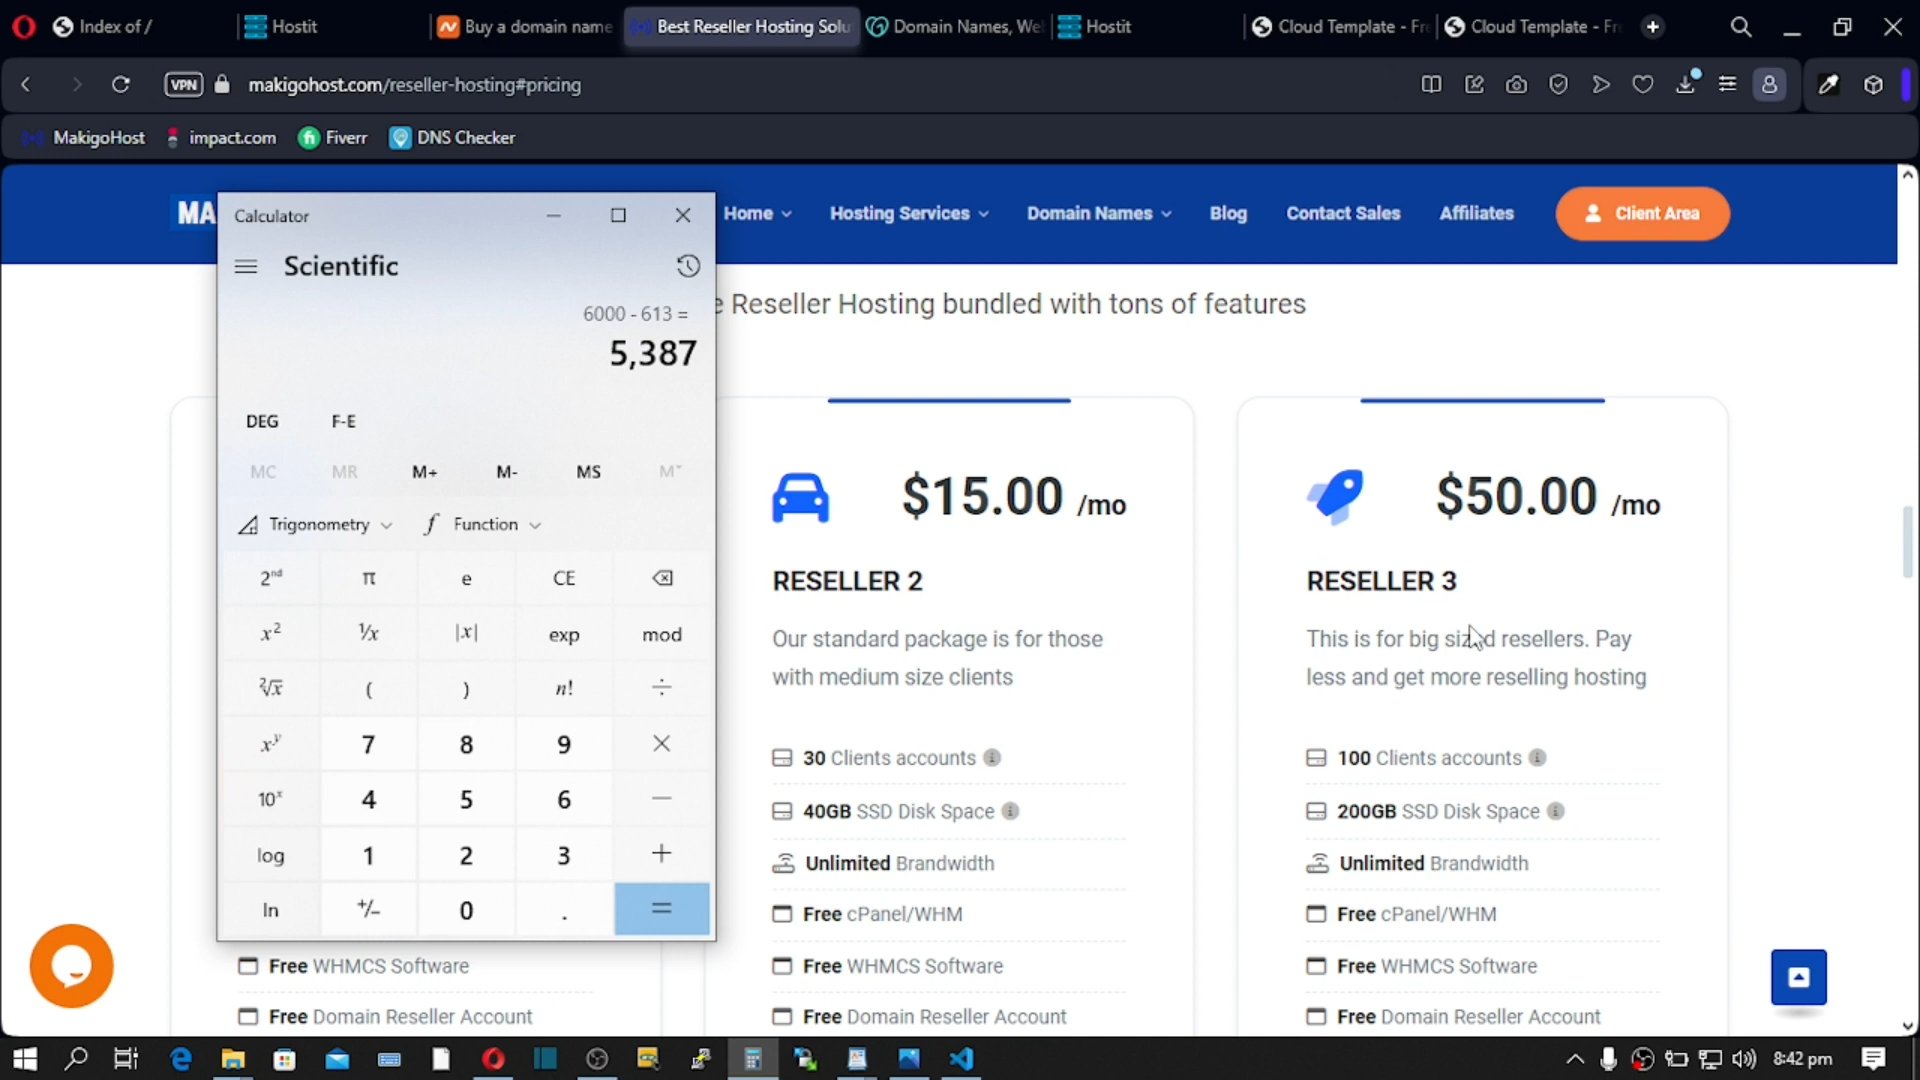 Index of /
Hostit
Buy a domain name
Best Reseller Hosting Solu
Domain Names, We
Hostit
Cloud Template - Fr
Cloud Template - Fr
VPN
makigohost.com/reseller-hosting#pricing
MakigoHost
impact.com
Fiverr
DNS Checker
MA
Home
Hosting Services
Domain Names
Blog
Contact Sales
Affiliates
Client Area
Calculator
Scientific
6000 - 613 =
5,387
e Reseller Hosting bundled with tons of features
DEG
F-E
MC
MR
M+
M-
MS
M˅
Trigonometry
f Function
2nd
π
e
CE
x²
¹/x
|x|
exp
mod
²√x
(
)
n!
÷
xʸ
7
8
9
×
10ˣ
4
5
6
−
log
1
2
3
+
ln
+/−
0
.
=
$15.00 /mo
RESELLER 2
Our standard package is for those
with medium size clients
30 Clients accounts
40GB SSD Disk Space
Unlimited Brandwidth
Free cPanel/WHM
Free WHMCS Software
Free Domain Reseller Account
$50.00 /mo
RESELLER 3
This is for big sized resellers. Pay
less and get more reselling hosting
100 Clients accounts
200GB SSD Disk Space
Unlimited Brandwidth
Free cPanel/WHM
Free WHMCS Software
Free Domain Reseller Account
Free WHMCS Software
Free Domain Reseller Account
8:42 pm